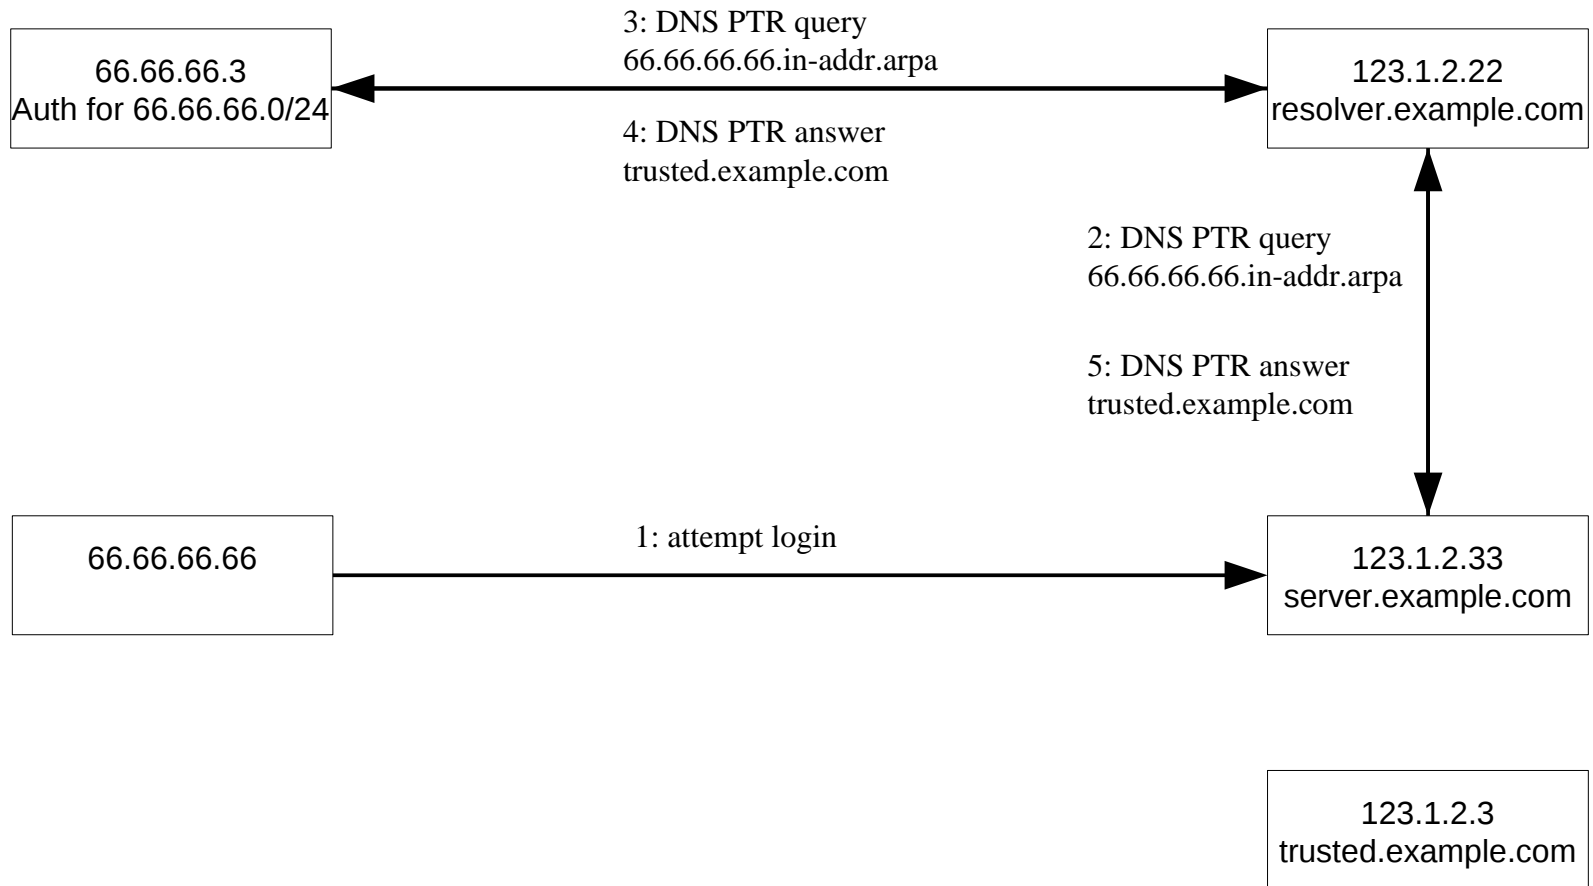 3: DNS PTR query
66.66.66.66.in-addr.arpa
66.66.66.3
Auth for 66.66.66.0/24
123.1.2.22
resolver.example.com
4: DNS PTR answer
trusted.example.com
2: DNS PTR query
66.66.66.66.in-addr.arpa
5: DNS PTR answer
trusted.example.com
66.66.66.66
1: attempt login
123.1.2.33
server.example.com
123.1.2.3
trusted.example.com